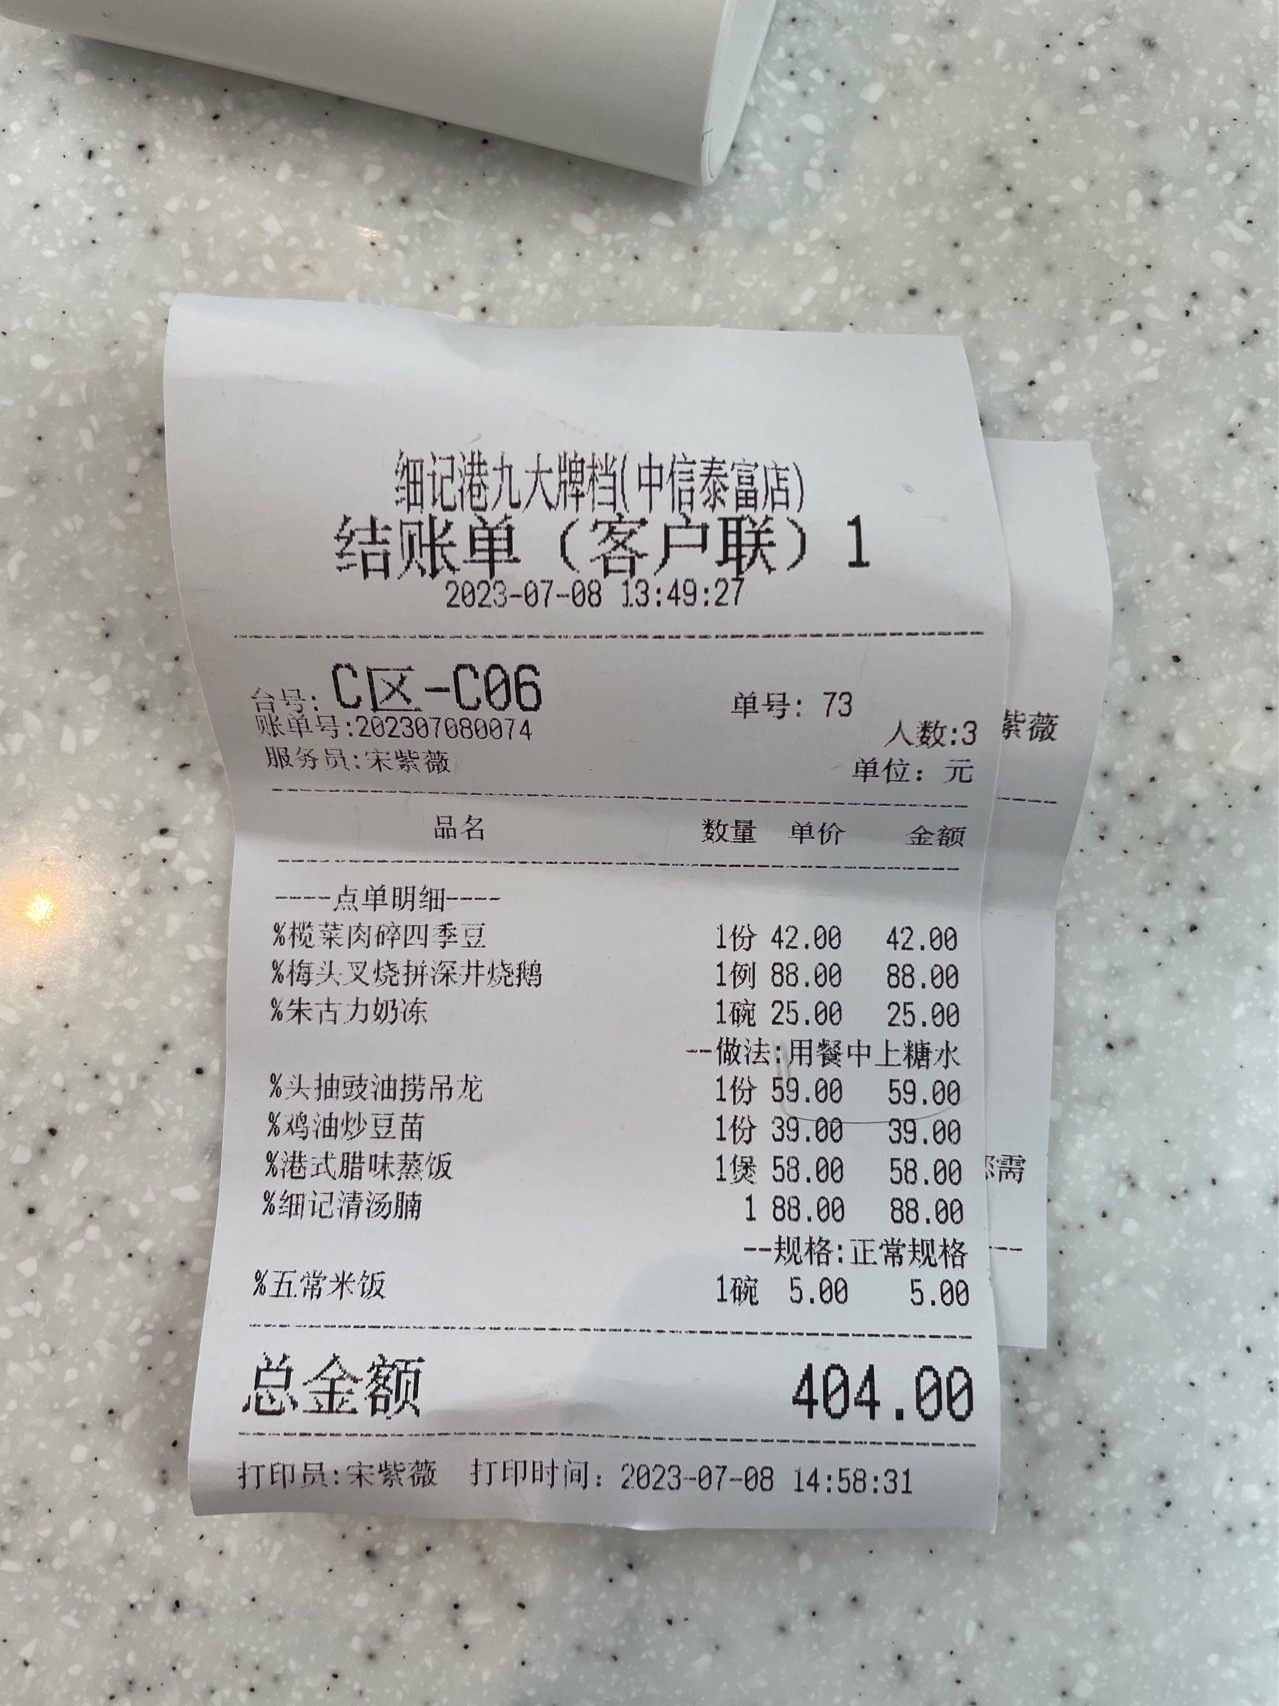 细记港九大牌档(中信泰富店)
结账单（客户联）1
2023-07-08 13:49:27
台号: C区-C06 单号: 73
账单号:202307080074 人数:3
服务员:宋紫薇 单位: 元
品名 数量 单价 金额
----点单明细----
%榄菜肉碎四季豆 1份 42.00 42.00
%梅头叉烧拼深井烧鹅 1例 88.00 88.00
%朱古力奶冻 1碗 25.00 25.00
--做法:用餐中上糖水
%头抽豉油捞吊龙 1份 59.00 59.00
%鸡油炒豆苗 1份 39.00 39.00
%港式腊味蒸饭 1煲 58.00 58.00
%细记清汤腩 1 88.00 88.00
--规格:正常规格
%五常米饭 1碗 5.00 5.00
总金额 404.00
打印员:宋紫薇 打印时间: 2023-07-08 14:58:31
紫薇
需